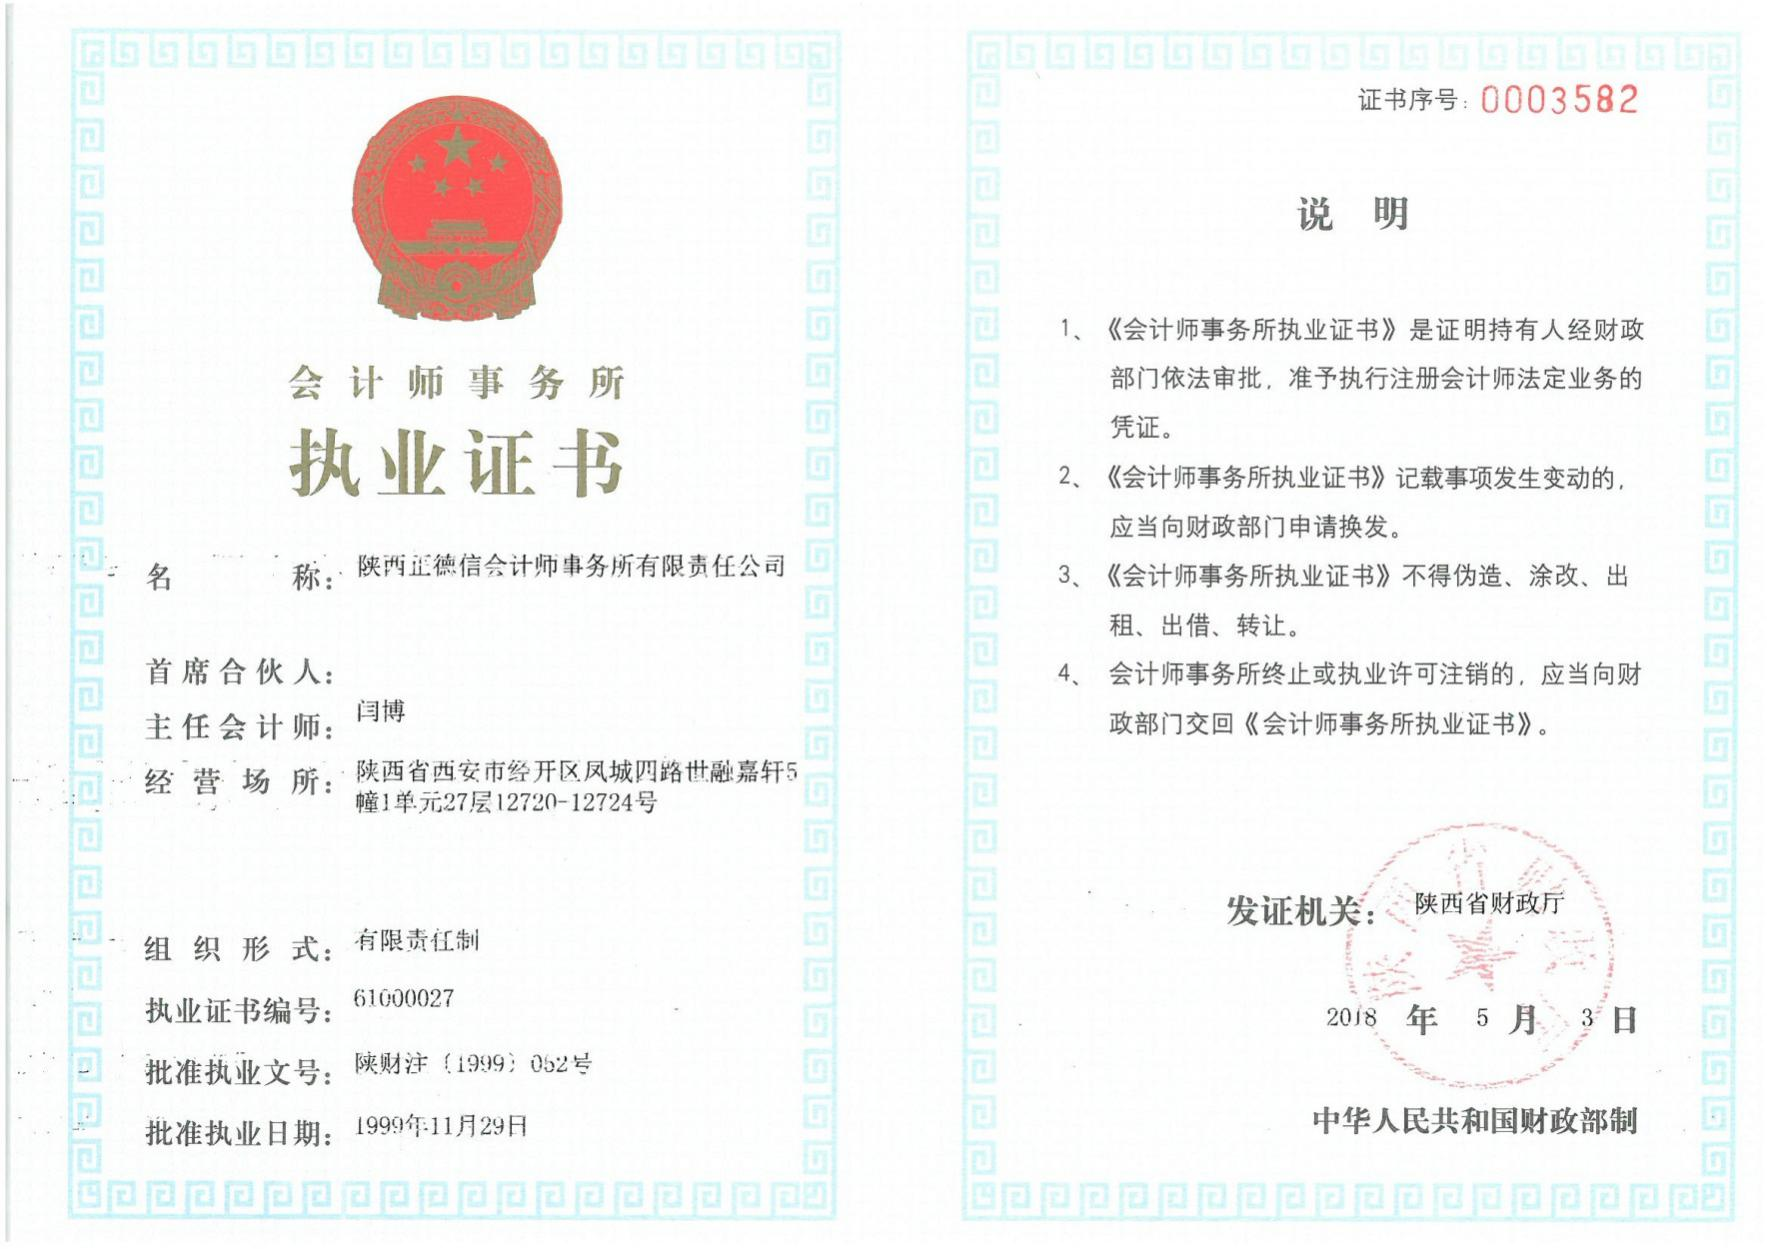 会计师事务所
执业证书
名称：陕西正德信会计师事务所有限责任公司
首席合伙人：
主任会计师：闫博
经营场所：陕西省西安市经开区凤城四路世融嘉轩5
幢1单元27层12720-12724号
组织形式：有限责任制
执业证书编号：61000027
批准执业文号：陕财注（1999）052号
批准执业日期：1999年11月29日
证书序号：0003582
说明
1、《会计师事务所执业证书》是证明持有人经财政
部门依法审批，准予执行注册会计师法定业务的
凭证。
2、《会计师事务所执业证书》记载事项发生变动的，
应当向财政部门申请换发。
3、《会计师事务所执业证书》不得伪造、涂改、出
租、出借、转让。
4、会计师事务所终止或执业许可注销的，应当向财
政部门交回《会计师事务所执业证书》。
发证机关：陕西省财政厅
2018年5月3日
中华人民共和国财政部制